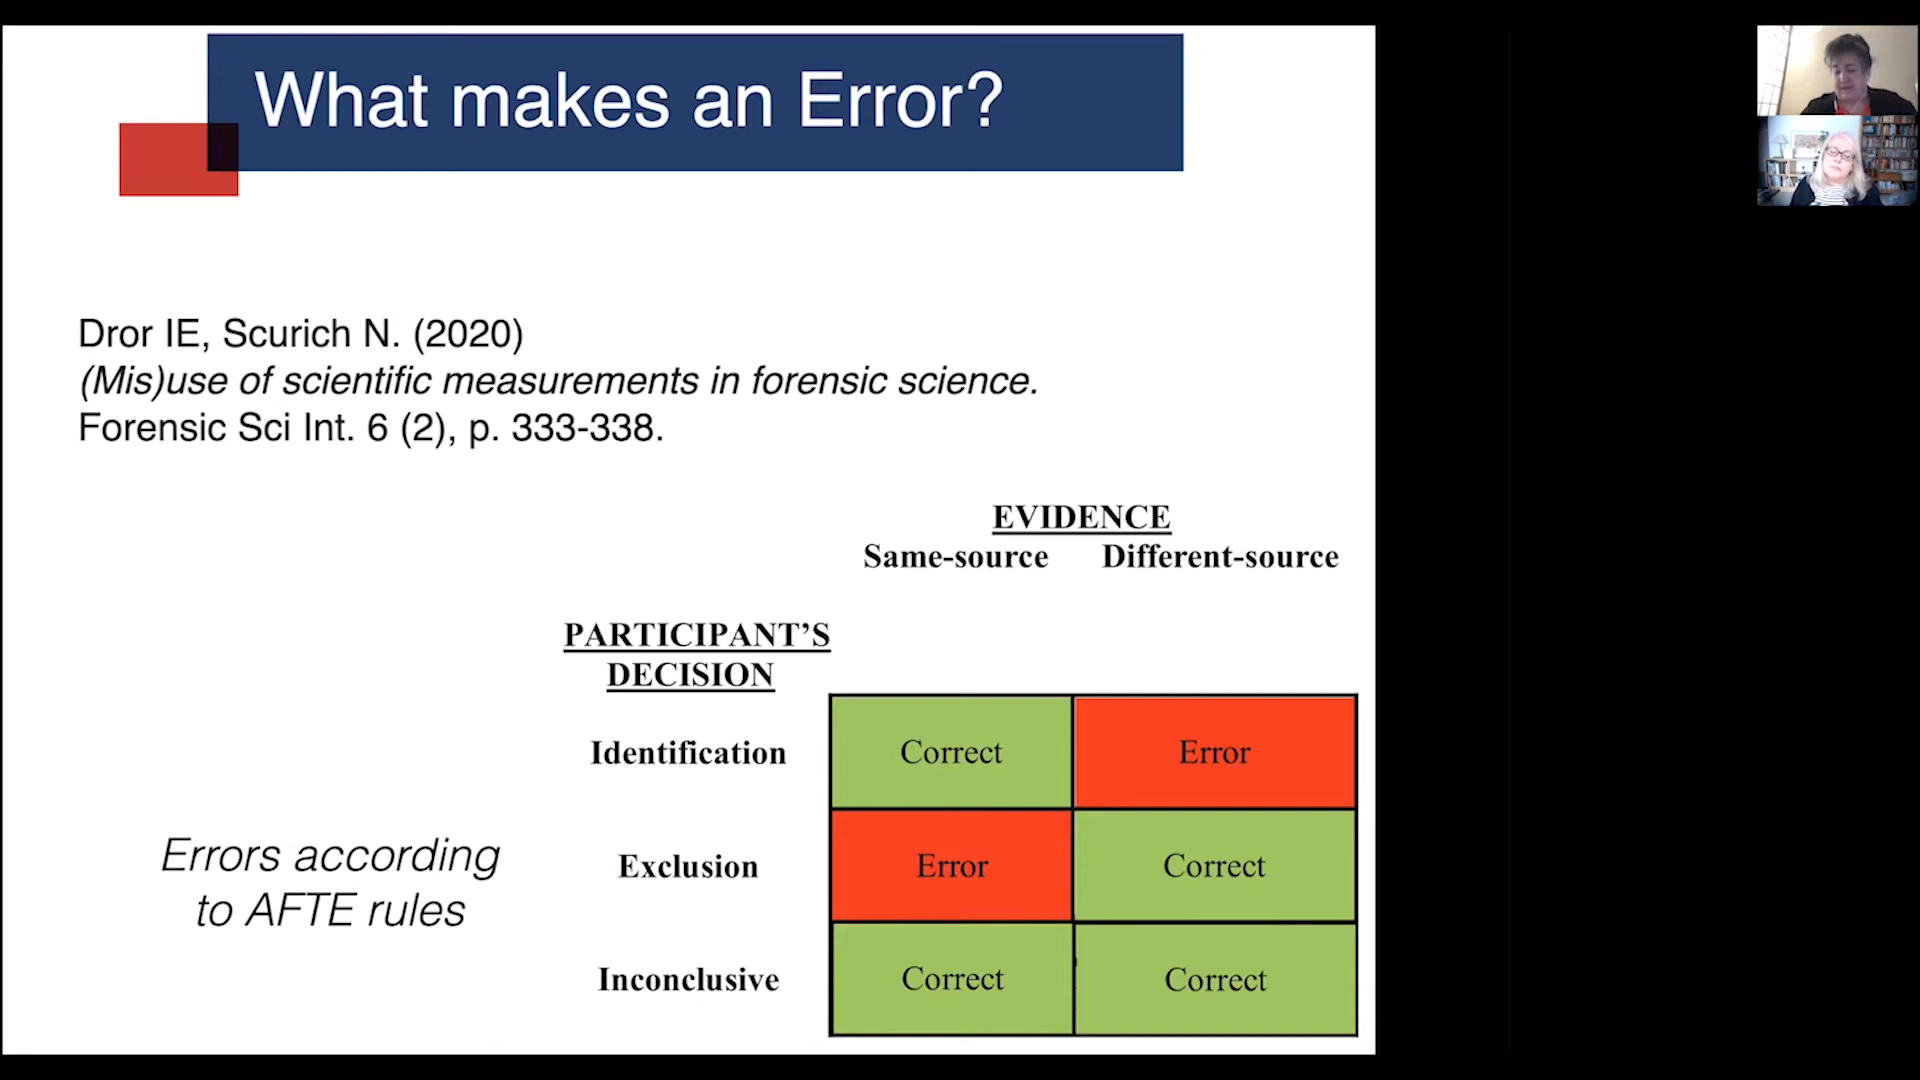 What makes an Error?
Dror IE, Scurich N. (2020)
(Mis)use of scientific measurements in forensic science.
Forensic Sci Int. 6 (2), p. 333-338.
EVIDENCE
Same-source Different-source
PARTICIPANT’S
DECISION
Identification Correct Error
Exclusion Error Correct
Inconclusive Correct Correct
Errors according
to AFTE rules